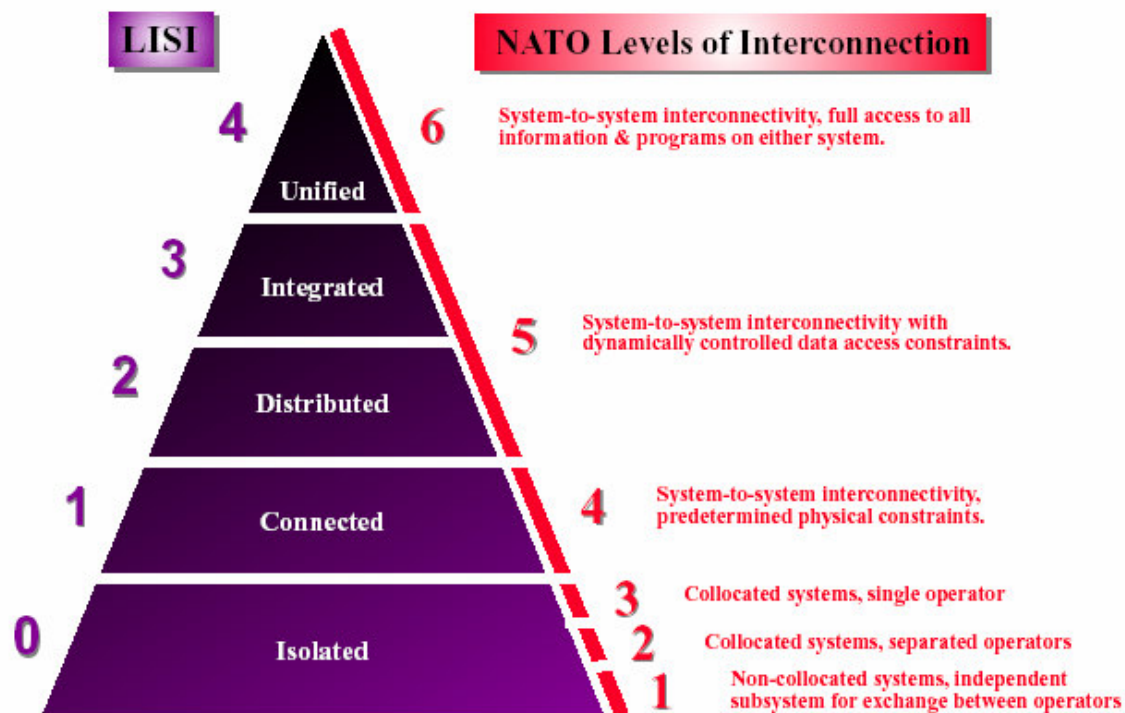 LISI
NATO Levels of Interconnection
4
Unified
6
System-to-system interconnectivity, full access to all
information & programs on either system.
3
Integrated
5
System-to-system interconnectivity with
dynamically controlled data access constraints.
2
Distributed
1
Connected
4
System-to-system interconnectivity,
predetermined physical constraints.
0
Isolated
3
Collocated systems, single operator
2
Collocated systems, separated operators
1
Non-collocated systems, independent
subsystem for exchange between operators